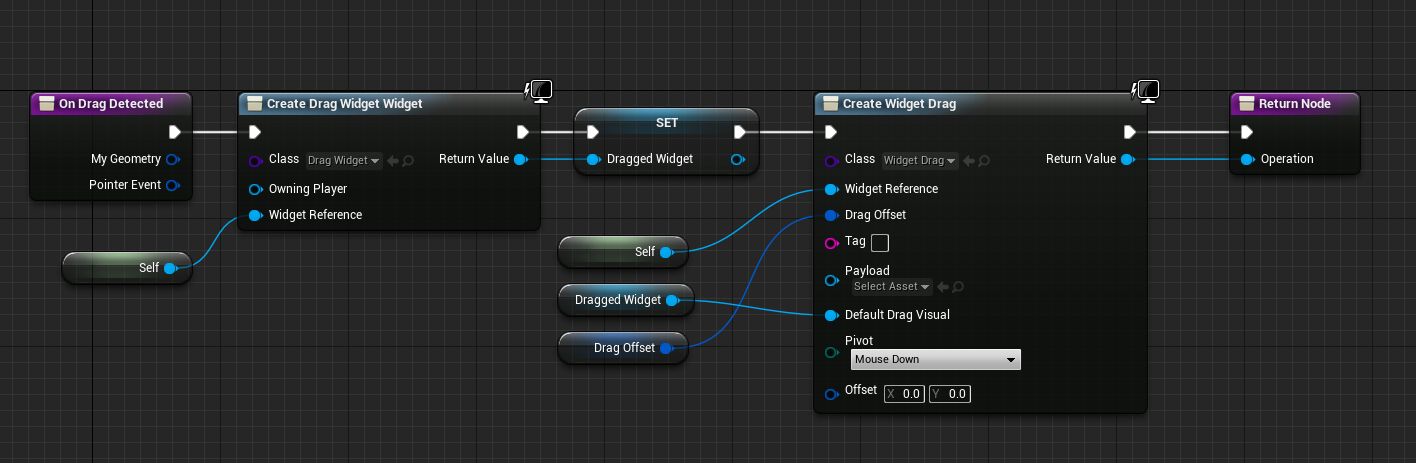 On Drag Detected
My Geometry
Pointer Event
Self
Create Drag Widget Widget
Class Drag Widget Return Value
Owning Player
Widget Reference
SET
Dragged Widget
Self
Dragged Widget
Drag Offset
Create Widget Drag
Class Widget Drag Return Value
Widget Reference
Drag Offset
Tag
Payload
Select Asset
Default Drag Visual
Pivot
Mouse Down
Offset X 0.0 Y 0.0
Return Node
Operation